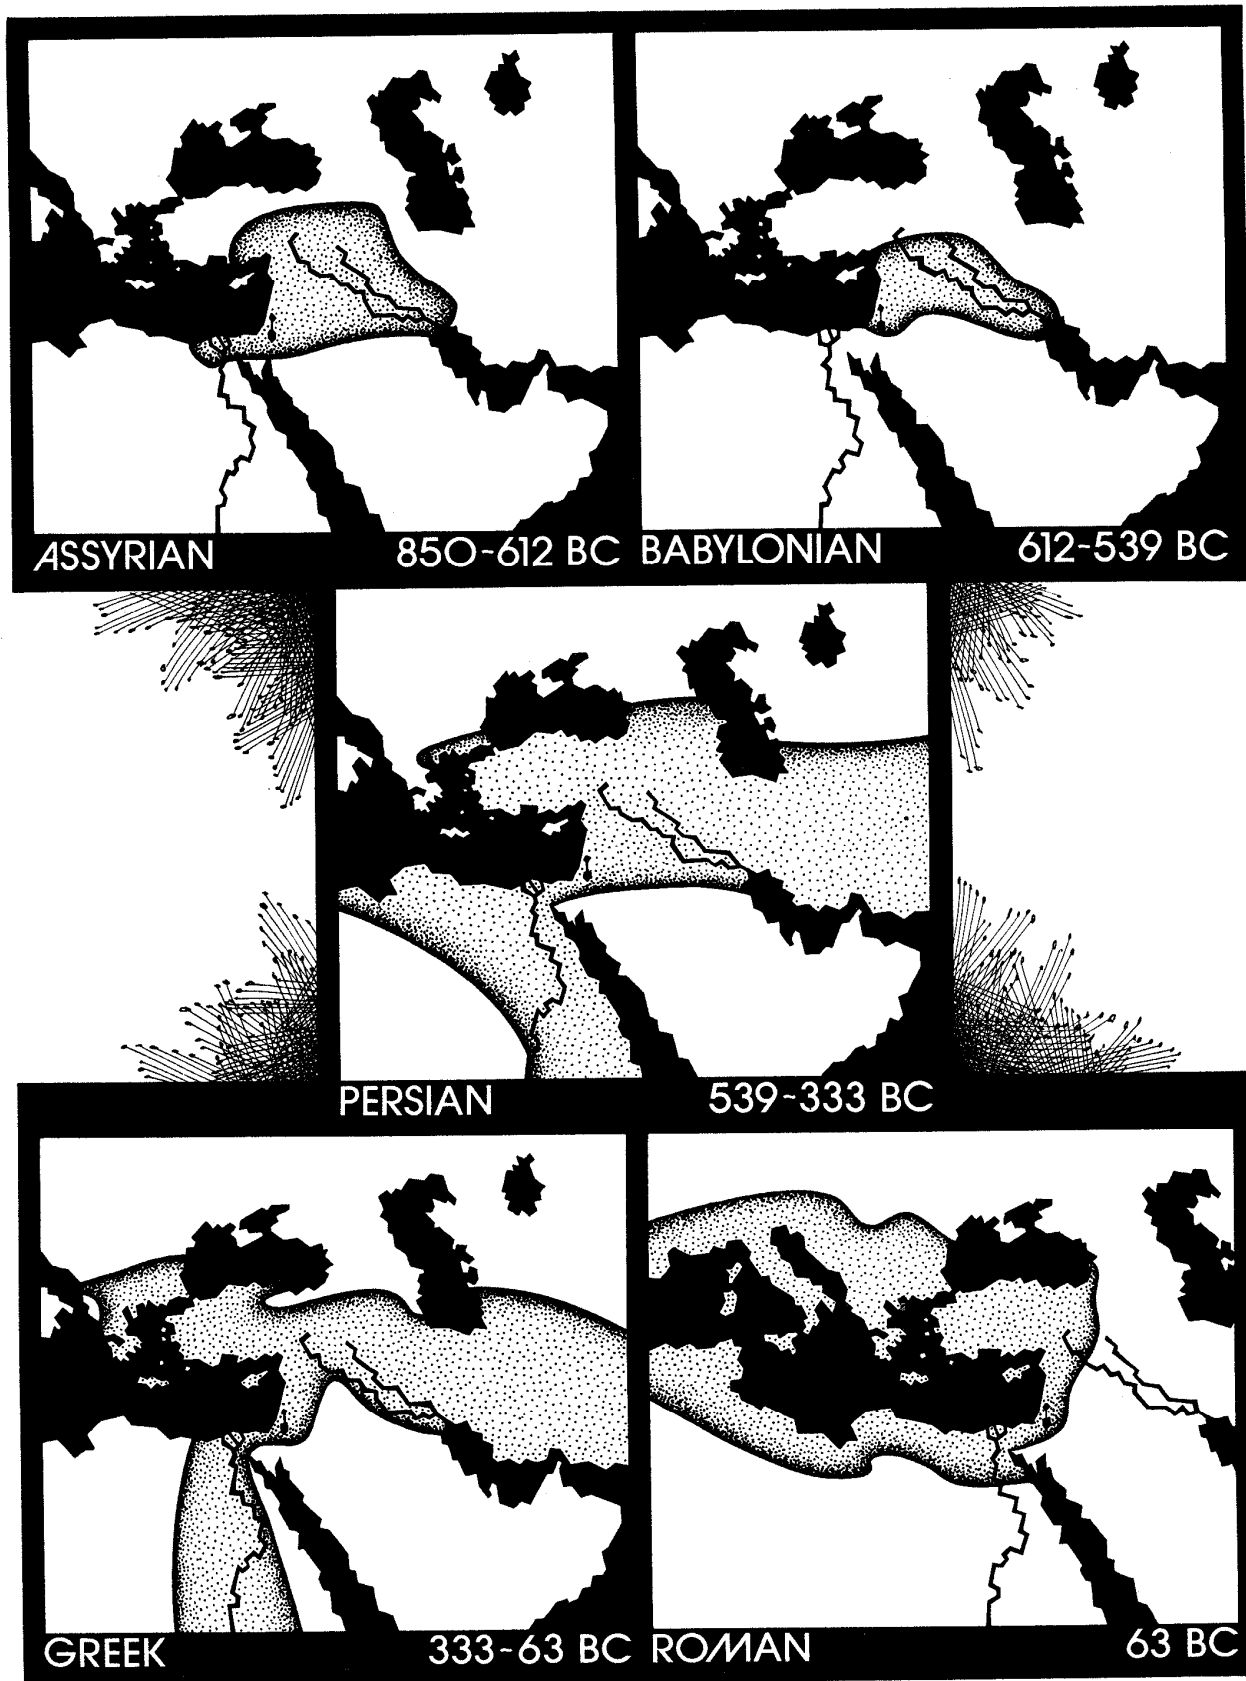 ASSYRIAN 850-612 BC
BABYLONIAN 612-539 BC
PERSIAN 539-333 BC
GREEK 333-63 BC
ROMAN 63 BC